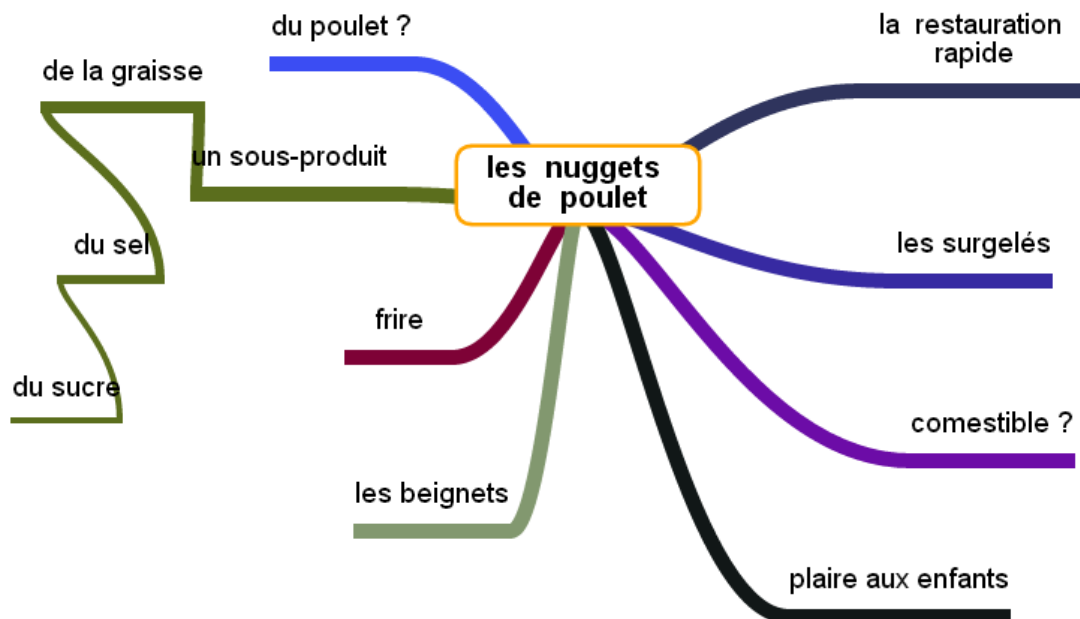 du poulet ?
la restauration
rapide
de la graisse
un sous-produit
les nuggets
de poulet
du sel
les surgelés
frire
du sucre
comestible ?
les beignets
plaire aux enfants